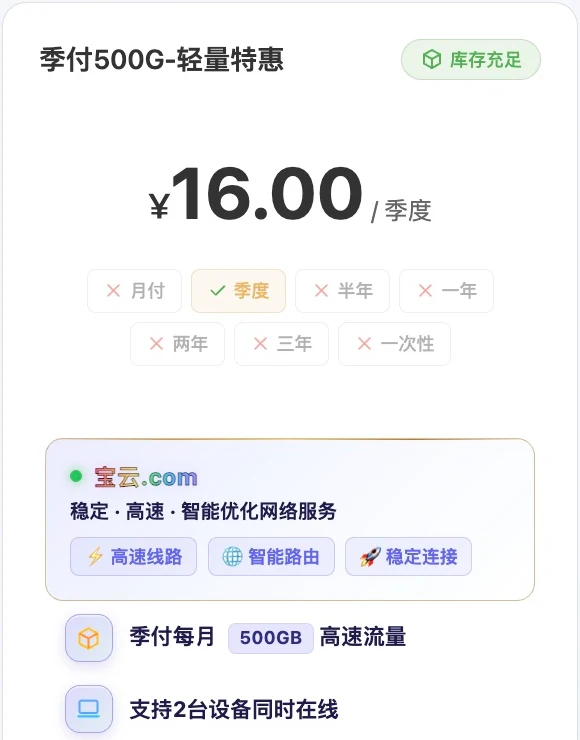 季付500G-轻量特惠
库存充足
¥16.00 / 季度
月付 季度 半年 一年
两年 三年 一次性
宝云.com
稳定 · 高速 · 智能优化网络服务
高速线路 智能路由 稳定连接
季付每月 500GB 高速流量
支持2台设备同时在线